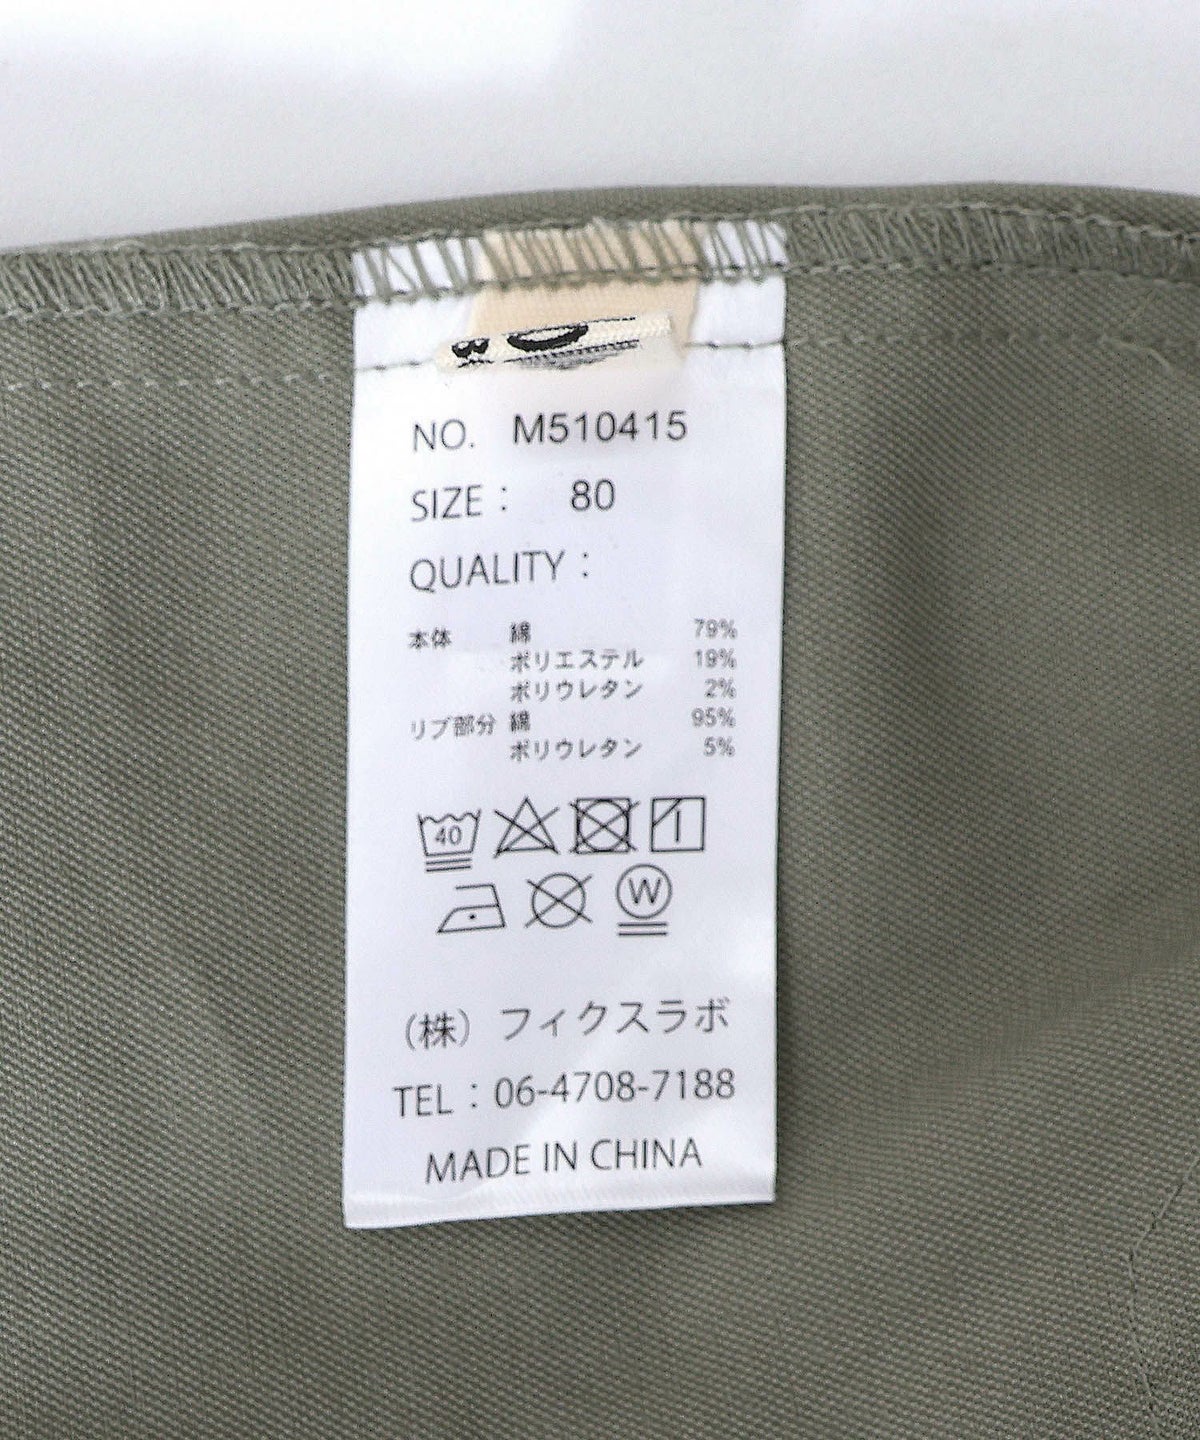 NO. M510415
SIZE： 80
QUALITY：
本体 綿 79%
ポリエステル 19%
ポリウレタン 2%
リブ部分 綿 95%
ポリウレタン 5%
40
W
（株）フィクスラボ
TEL：06-4708-7188
MADE IN CHINA